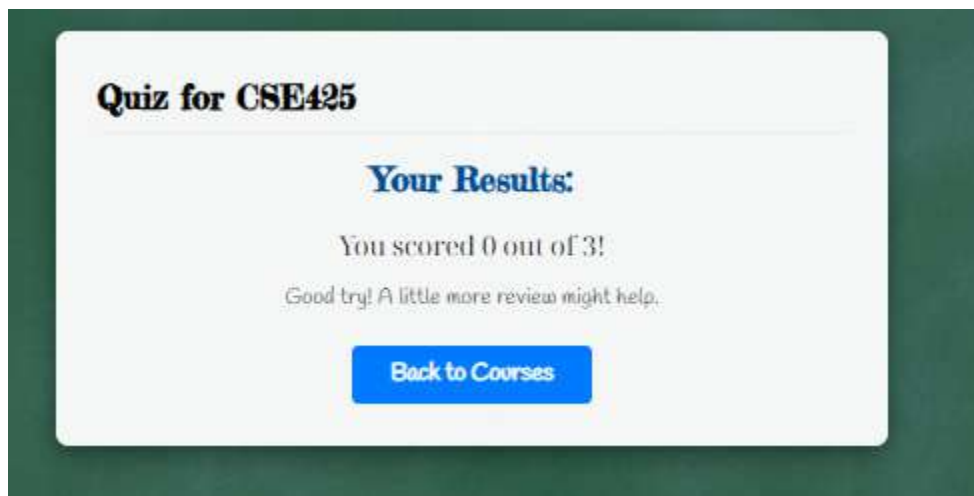 Quiz for CSE425
Your Results:
You scored 0 out of 3!
Good try! A little more review might help.
Back to Courses